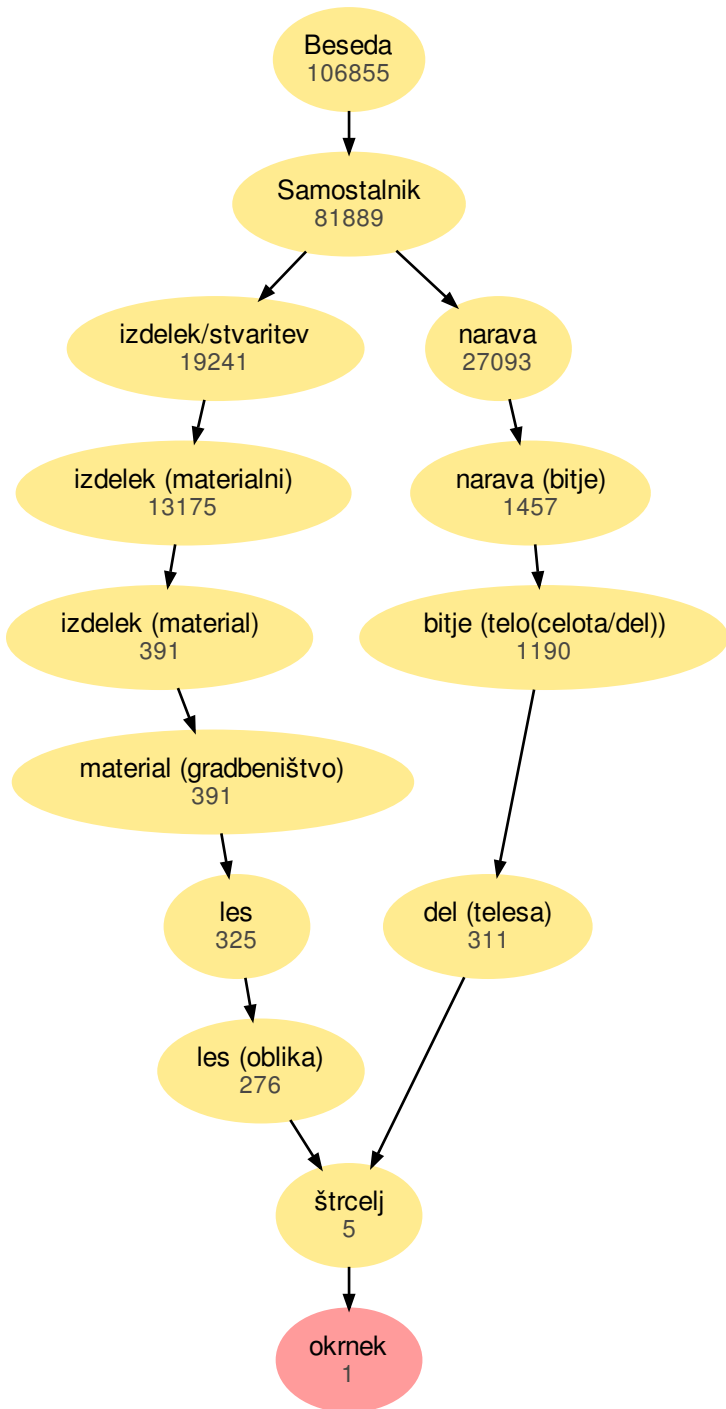 Beseda
106855
Samostalnik
81889
izdelek/stvaritev
19241
narava
27093
izdelek (materialni)
13175
narava (bitje)
1457
izdelek (material)
391
bitje (telo(celota/del))
1190
material (gradbeništvo)
391
les
325
del (telesa)
311
les (oblika)
276
štrcelj
5
okrnek
1